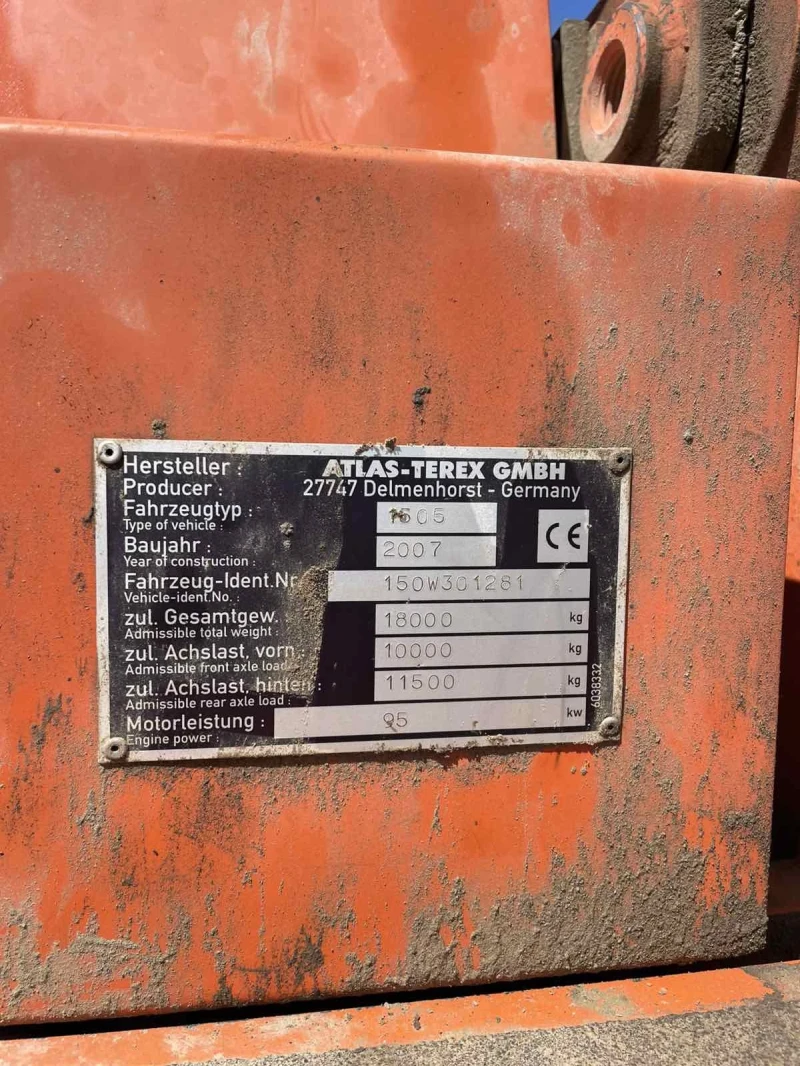 Hersteller : ATLAS-TEREX GMBH
Producer : 27747 Delmenhorst - Germany
Fahrzeugtyp : 1505
Type of vehicle :
Baujahr : 2007 CE
Year of construction :
Fahrzeug-Ident.Nr 150W301281
Vehicle-ident.No. :
zul. Gesamtgew. 18000 kg
Admissible total weight :
zul. Achslast, vorn : 10000 kg
Admissible front axle load
zul. Achslast, hinten : 11500 kg
Admissible rear axle load :
Motorleistung : 95 kw
Engine power :
6038332